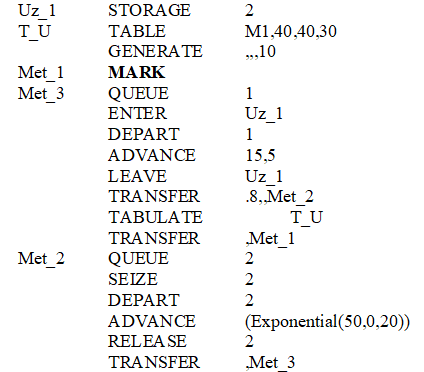 Uz_1 STORAGE 2
T_U TABLE M1,40,40,30
GENERATE ,,,10
Met_1 MARK
Met_3 QUEUE 1
ENTER Uz_1
DEPART 1
ADVANCE 15,5
LEAVE Uz_1
TRANSFER .8,,Met_2
TABULATE T_U
TRANSFER ,Met_1
Met_2 QUEUE 2
SEIZE 2
DEPART 2
ADVANCE (Exponential(50,0,20))
RELEASE 2
TRANSFER ,Met_3